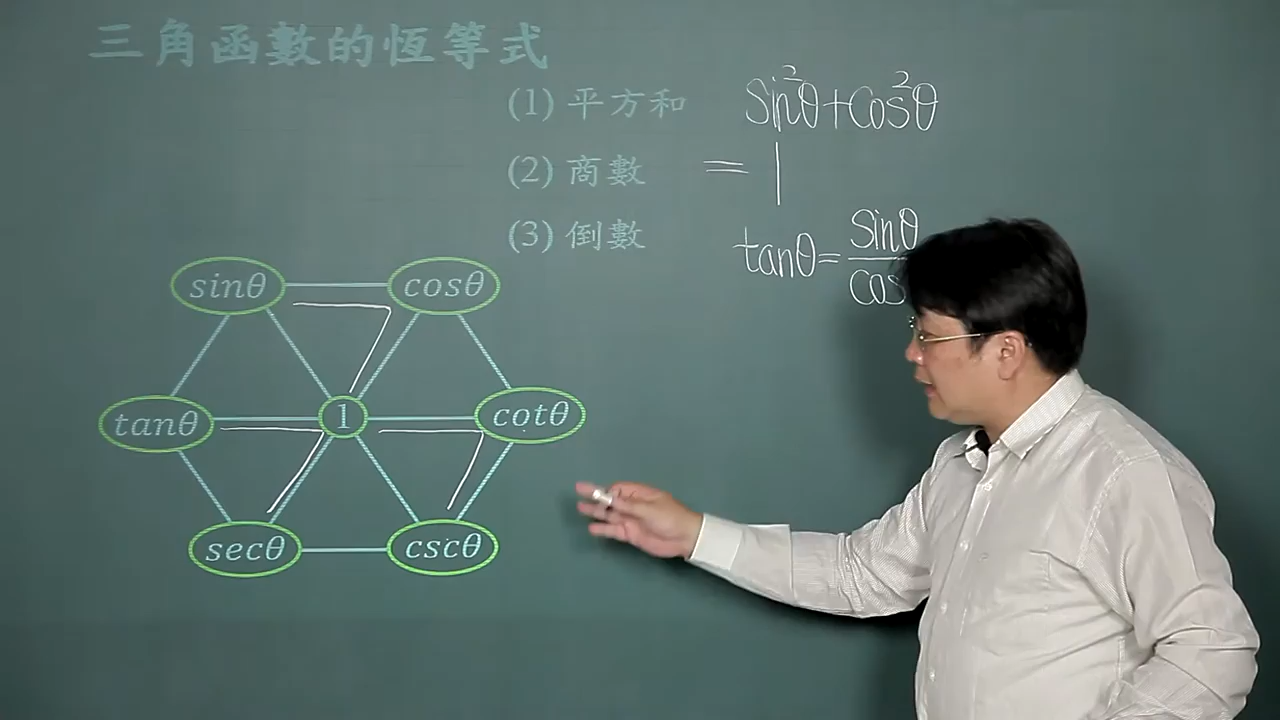 三角函數的恆等式
(1) 平方和
sin²θ+cos²θ
(2) 商數
= 1
(3) 倒數
tanθ= sinθ
cos
sinθ
cosθ
tanθ
1
cotθ
secθ
cscθ